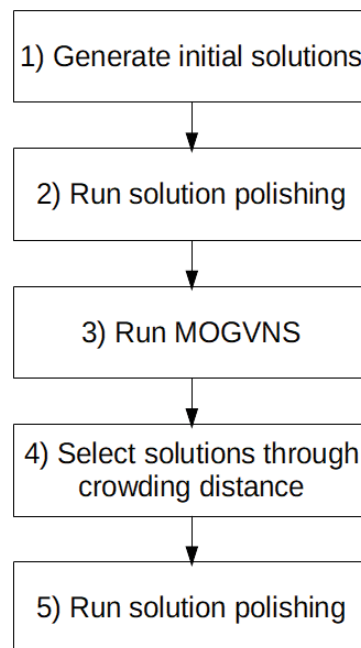 1) Generate initial solutions
2) Run solution polishing
3) Run MOGVNS
4) Select solutions through
crowding distance
5) Run solution polishing